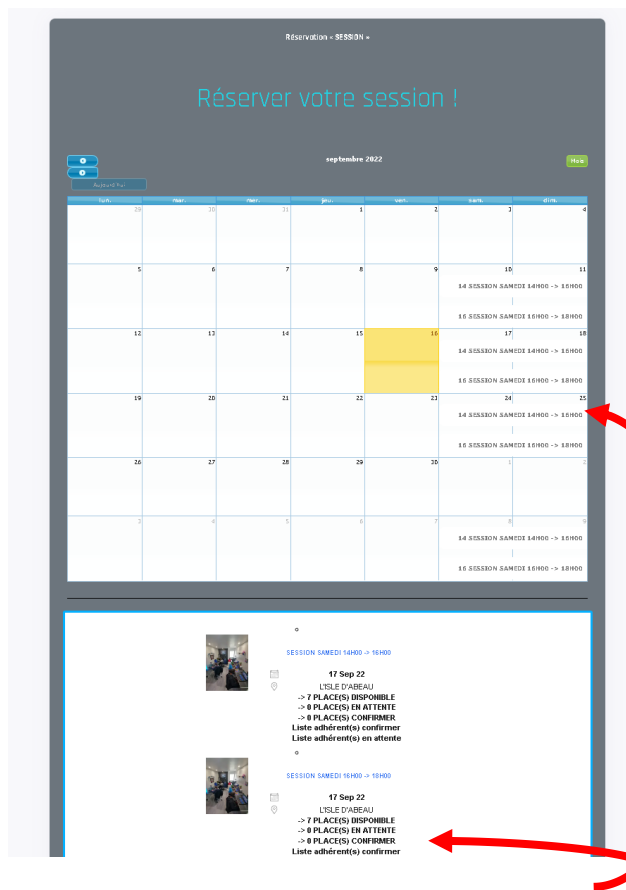 Réservation « SESSION »
Réserver votre session !
septembre 2022
Mois
Aujourd'hui
lun. mar. mer. jeu. ven. sam. dim.
29 30 31 1 2 3 4
5 6 7 8 9 10 11
14 SESSION SAMEDI 14H00 -> 16H00
16 SESSION SAMEDI 16H00 -> 18H00
12 13 14 15 16 17 18
14 SESSION SAMEDI 14H00 -> 16H00
16 SESSION SAMEDI 16H00 -> 18H00
19 20 21 22 23 24 25
14 SESSION SAMEDI 14H00 -> 16H00
16 SESSION SAMEDI 16H00 -> 18H00
26 27 28 29 30 1 2
3 4 5 6 7 8 9
14 SESSION SAMEDI 14H00 -> 16H00
16 SESSION SAMEDI 16H00 -> 18H00
SESSION SAMEDI 14H00 -> 16H00
17 Sep 22
L'ISLE D'ABEAU
-> 7 PLACE(S) DISPONIBLE
-> 0 PLACE(S) EN ATTENTE
-> 0 PLACE(S) CONFIRMER
Liste adhérent(s) confirmer
Liste adhérent(s) en attente
SESSION SAMEDI 16H00 -> 18H00
17 Sep 22
L'ISLE D'ABEAU
-> 7 PLACE(S) DISPONIBLE
-> 0 PLACE(S) EN ATTENTE
-> 0 PLACE(S) CONFIRMER
Liste adhérent(s) confirmer